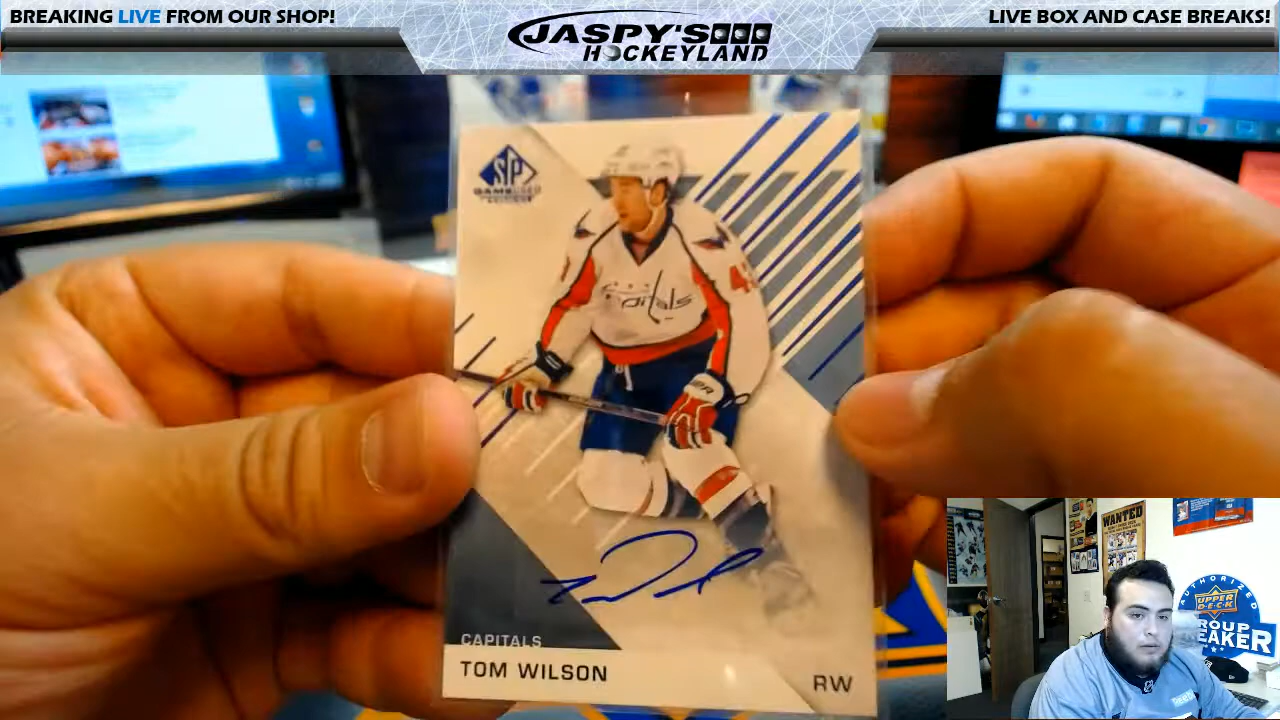 BREAKING LIVE FROM OUR SHOP!
JASPY'S
HOCKEYLAND
LIVE BOX AND CASE BREAKS!
SP
GAME USED
EDITION
Capitals
CAPITALS
TOM WILSON
RW
WANTED
AUTHORIZED
UPPER
DECK
GROUP
BREAKER